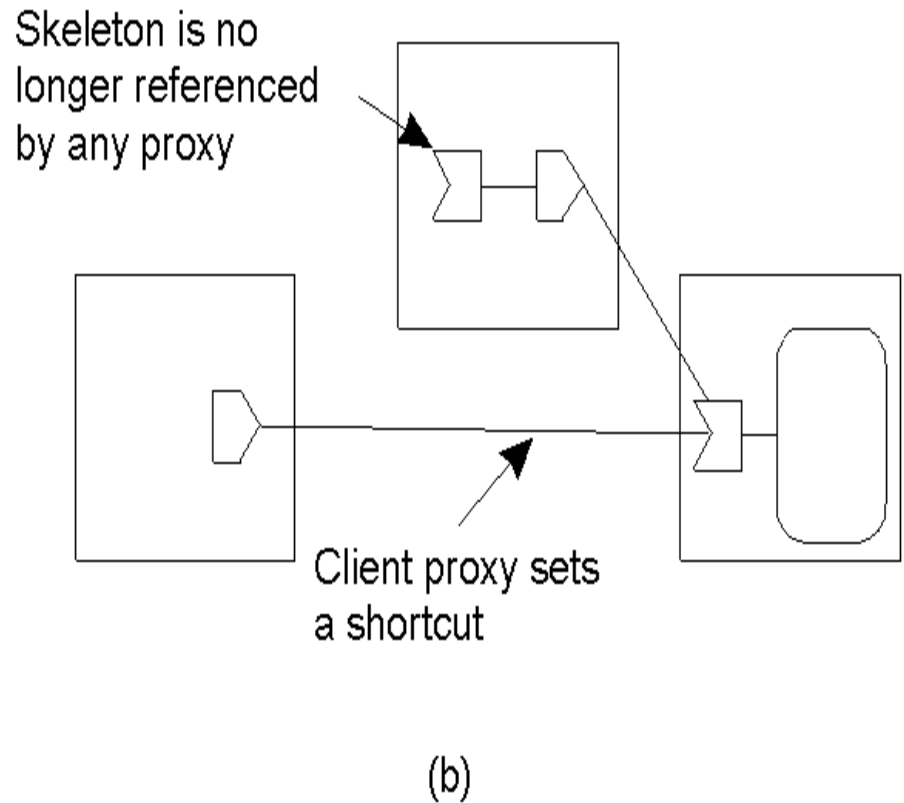 Skeleton is no
longer referenced
by any proxy
Client proxy sets
a shortcut
(b)